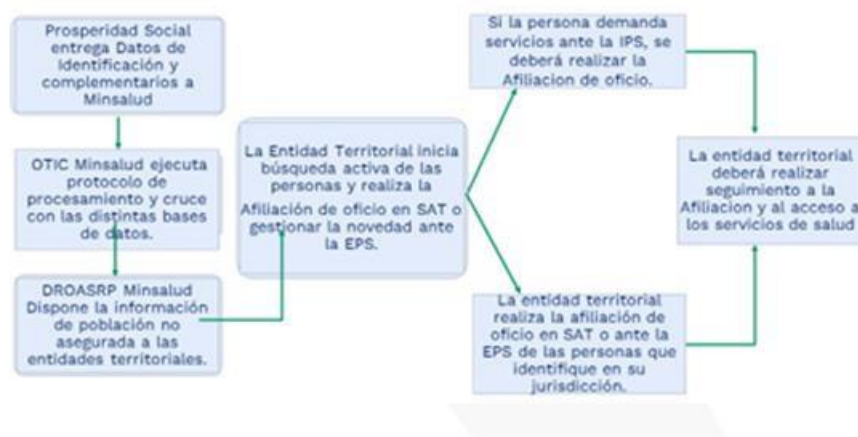 Prosperidad Social
entrega Datos de
Identificación y
complementarios a
Minsalud
OTIC Minsalud ejecuta
protocolo de
procesamiento y cruce
con las distintas bases
de datos.
DROASRP Minsalud
Dispone la información
de población no
asegurada a las
entidades territoriales.
La Entidad Territorial inicia
búsqueda activa de las
personas y realiza la
Afiliación de oficio en SAT o
gestionar la novedad ante
la EPS.
Si la persona demanda
servicios ante la IPS, se
deberá realizar la
Afiliacion de oficio.
La entidad territorial
realiza la afiliación de
oficio en SAT o ante la
EPS de las personas que
identifique en su
jurisdicción.
La entidad territorial
deberá realizar
seguimiento a la
Afiliacion y al acceso a
los servicios de salud